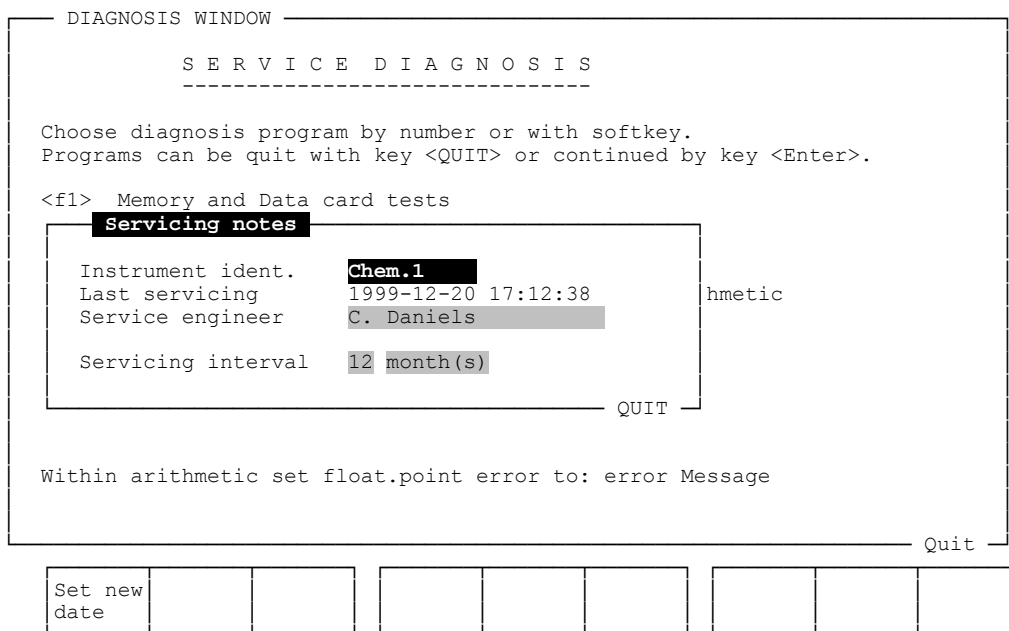 DIAGNOSIS WINDOW
S E R V I C E  D I A G N O S I S
--------------------------------
Choose diagnosis program by number or with softkey.
Programs can be quit with key <QUIT> or continued by key <Enter>.
<f1>  Memory and Data card tests
Servicing notes
Instrument ident. Chem.1
Last servicing 1999-12-20 17:12:38 hmetic
Service engineer C. Daniels
Servicing interval 12 month(s)
QUIT
Within arithmetic set float.point error to: error Message
Quit
Set new
date